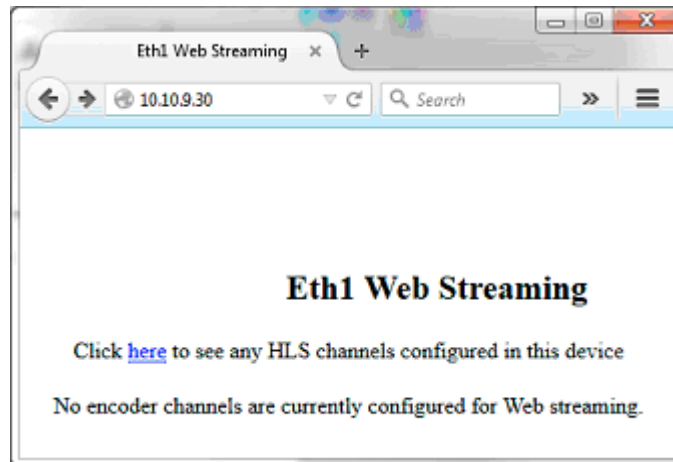 Eth1 Web Streaming
10.10.9.30
Search
Eth1 Web Streaming
Click here to see any HLS channels configured in this device
No encoder channels are currently configured for Web streaming.